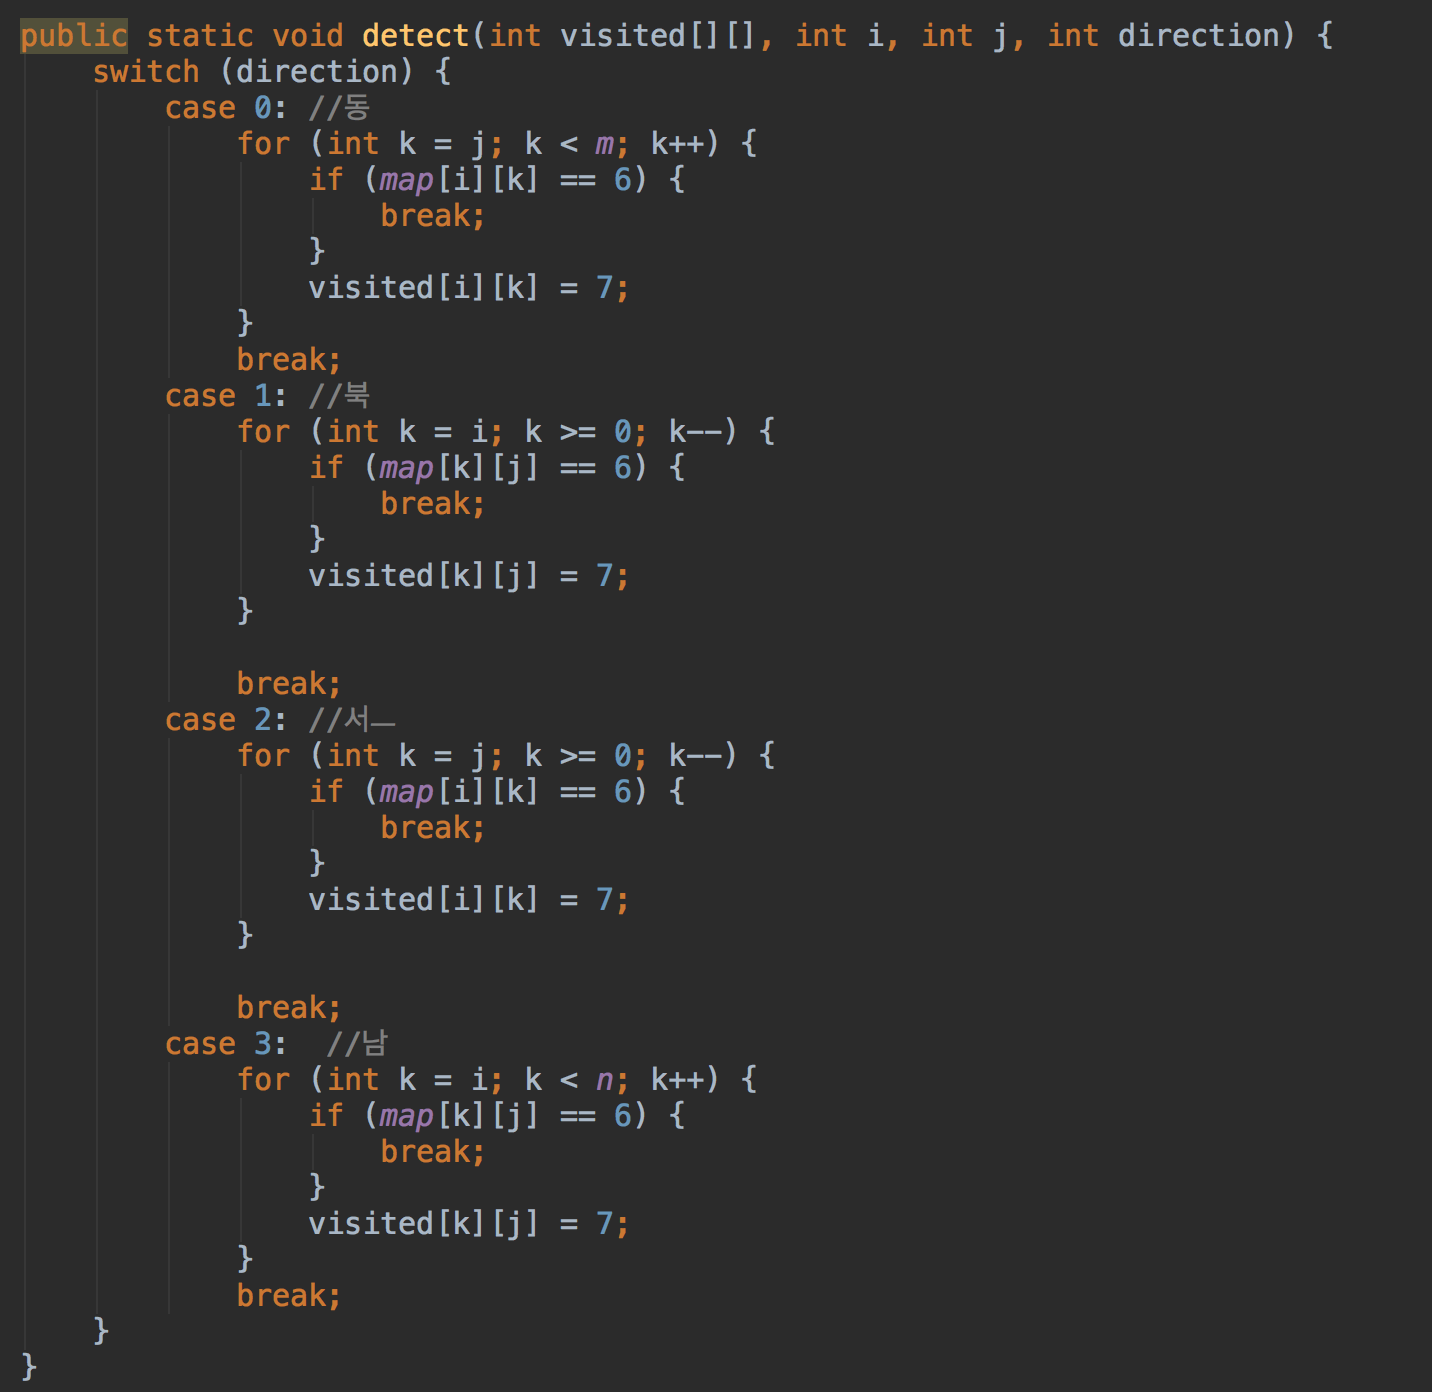 public static void detect(int visited[][], int i, int j, int direction) {
    switch (direction) {
        case 0: //동
            for (int k = j; k < m; k++) {
                if (map[i][k] == 6) {
                    break;
                }
                visited[i][k] = 7;
            }
            break;
        case 1: //북
            for (int k = i; k >= 0; k--) {
                if (map[k][j] == 6) {
                    break;
                }
                visited[k][j] = 7;
            }

            break;
        case 2: //서ㅡ
            for (int k = j; k >= 0; k--) {
                if (map[i][k] == 6) {
                    break;
                }
                visited[i][k] = 7;
            }

            break;
        case 3:  //남
            for (int k = i; k < n; k++) {
                if (map[k][j] == 6) {
                    break;
                }
                visited[k][j] = 7;
            }
            break;
    }
}